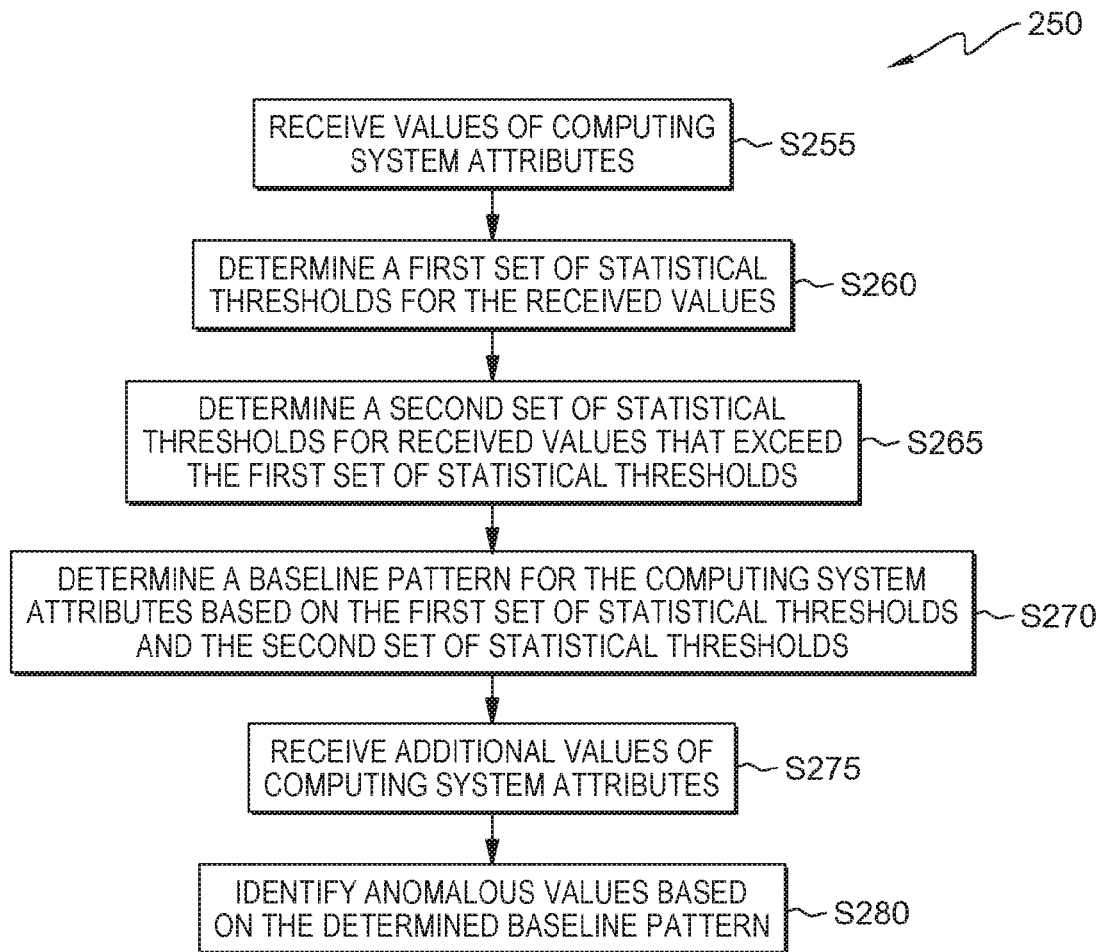 250
RECEIVE VALUES OF COMPUTING
SYSTEM ATTRIBUTES
S255
DETERMINE A FIRST SET OF STATISTICAL
THRESHOLDS FOR THE RECEIVED VALUES
S260
DETERMINE A SECOND SET OF STATISTICAL
THRESHOLDS FOR RECEIVED VALUES THAT EXCEED
THE FIRST SET OF STATISTICAL THRESHOLDS
S265
DETERMINE A BASELINE PATTERN FOR THE COMPUTING SYSTEM
ATTRIBUTES BASED ON THE FIRST SET OF STATISTICAL THRESHOLDS
AND THE SECOND SET OF STATISTICAL THRESHOLDS
S270
RECEIVE ADDITIONAL VALUES OF
COMPUTING SYSTEM ATTRIBUTES
S275
IDENTIFY ANOMALOUS VALUES BASED
ON THE DETERMINED BASELINE PATTERN
S280